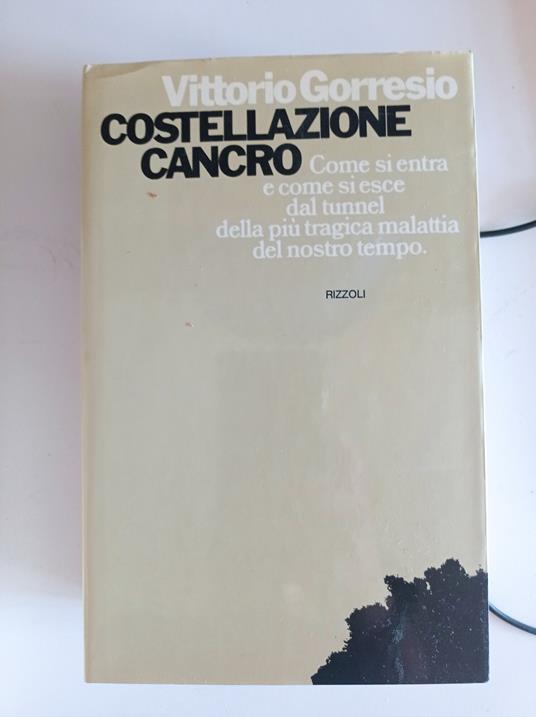 Vittorio Gorresio
COSTELLAZIONE
CANCRO Come si entra
e come si esce
dal tunnel
della più tragica malattia
del nostro tempo.
RIZZOLI